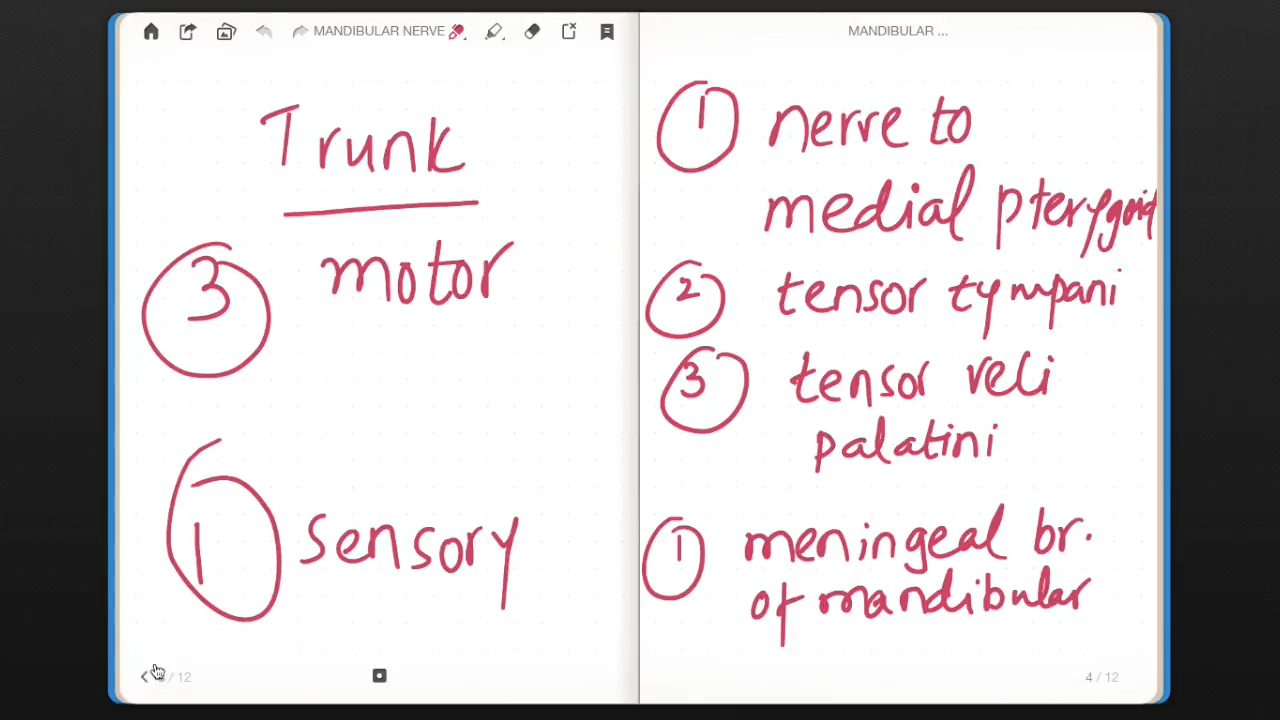 MANDIBULAR NERVE
Trunk
3 motor
1 sensory
/ 12
MANDIBULAR ...
1 nerve to
medial pterygoid
2 tensor tympani
3 tensor veli
palatini
1 meningeal br.
of mandibular
4 / 12